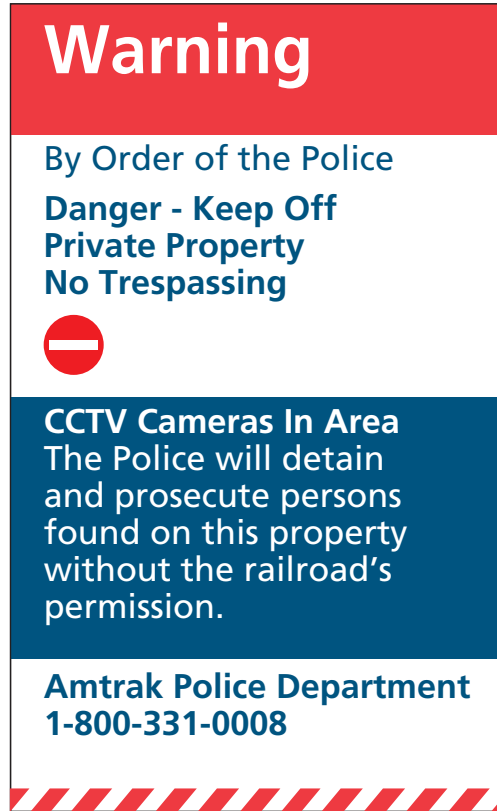 Warning
By Order of the Police
Danger - Keep Off
Private Property
No Trespassing
CCTV Cameras In Area
The Police will detain
and prosecute persons
found on this property
without the railroad’s
permission.
Amtrak Police Department
1-800-331-0008